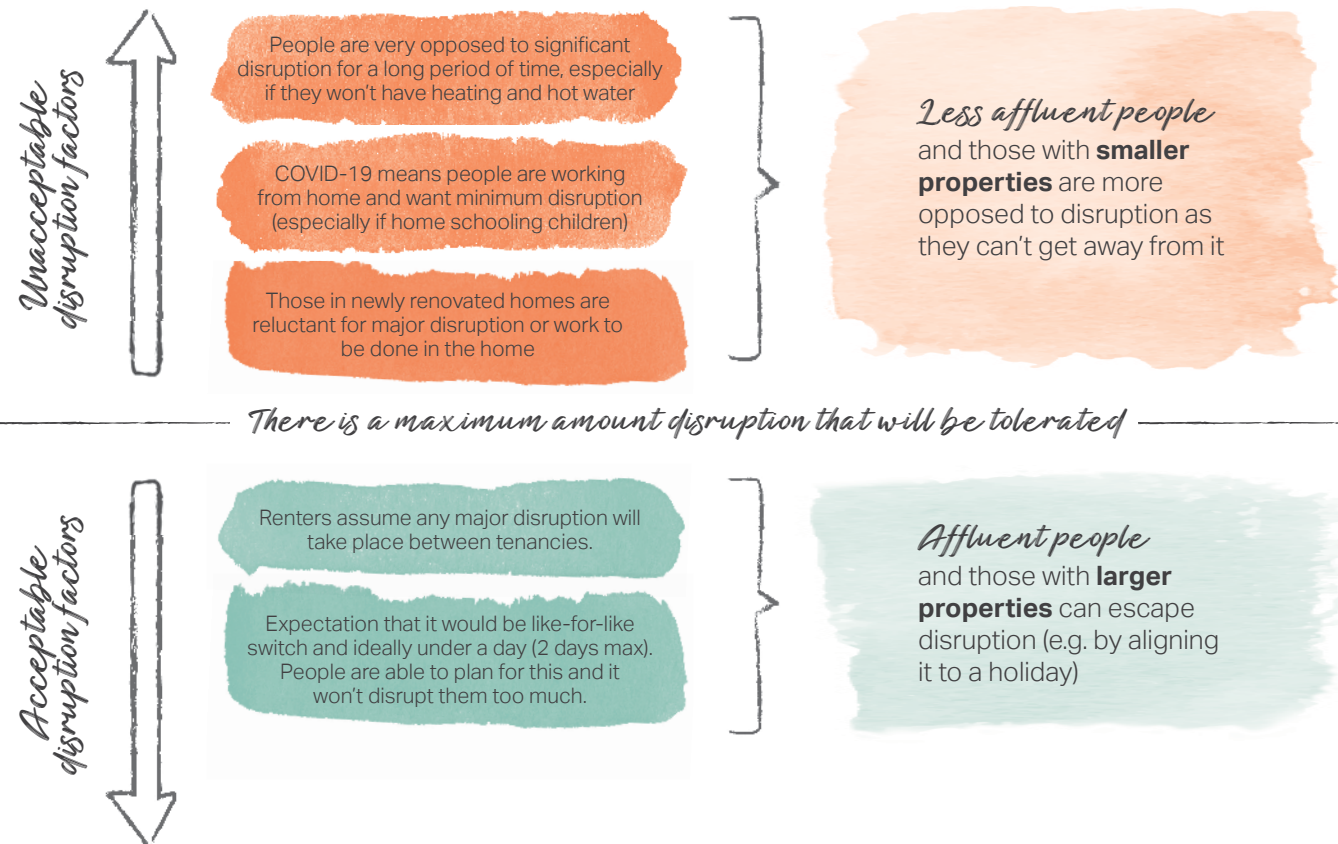 Unacceptable
disruption factors
People are very opposed to significant
disruption for a long period of time, especially
if they won't have heating and hot water
COVID-19 means people are working
from home and want minimum disruption
(especially if home schooling children)
Those in newly renovated homes are
reluctant for major disruption or work to
be done in the home
Less affluent people
and those with smaller
properties are more
opposed to disruption as
they can't get away from it
There is a maximum amount disruption that will be tolerated
Acceptable
disruption factors
Renters assume any major disruption will
take place between tenancies.
Expectation that it would be like-for-like
switch and ideally under a day (2 days max).
People are able to plan for this and it
won't disrupt them too much.
Affluent people
and those with larger
properties can escape
disruption (e.g. by aligning
it to a holiday)